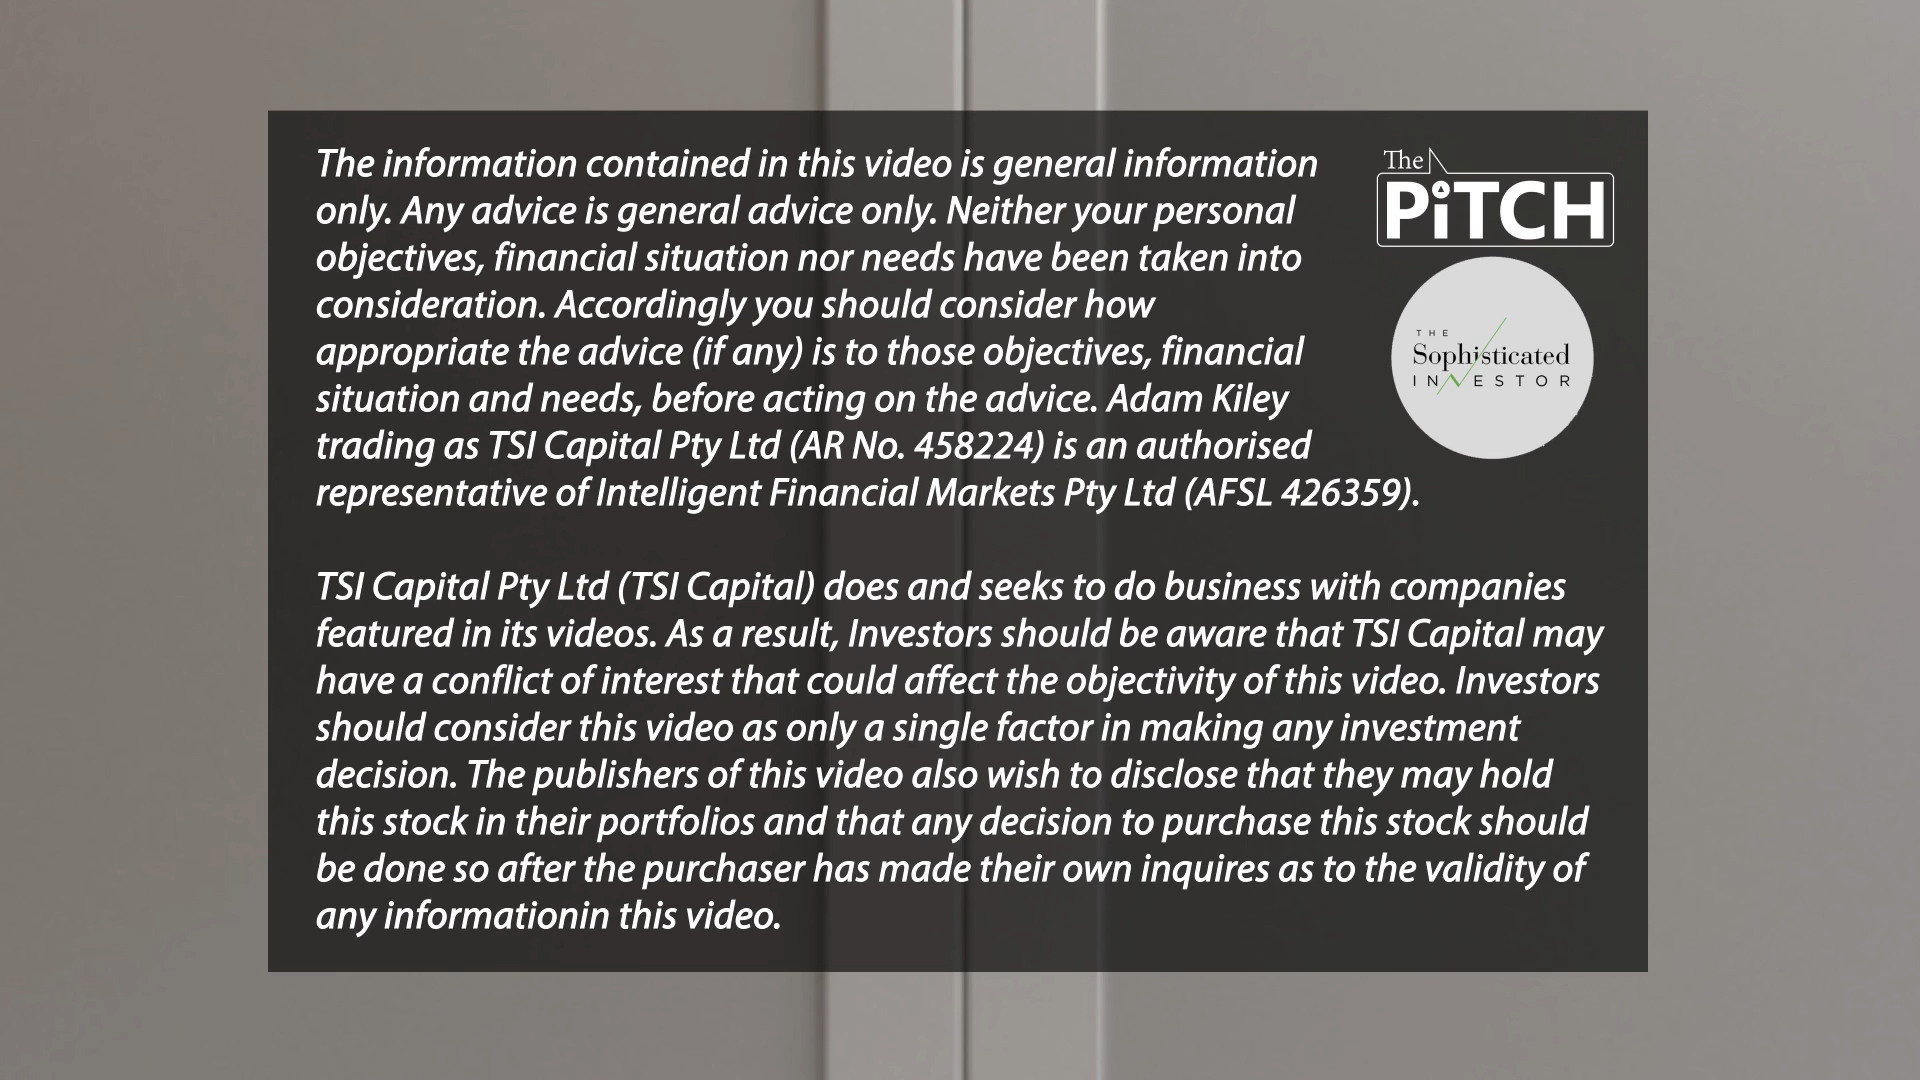 The information contained in this video is general information
only. Any advice is general advice only. Neither your personal
objectives, financial situation nor needs have been taken into
consideration. Accordingly you should consider how
appropriate the advice (if any) is to those objectives, financial
situation and needs, before acting on the advice. Adam Kiley
trading as TSI Capital Pty Ltd (AR No. 458224) is an authorised
representative of Intelligent Financial Markets Pty Ltd (AFSL 426359).
TSI Capital Pty Ltd (TSI Capital) does and seeks to do business with companies
featured in its videos. As a result, Investors should be aware that TSI Capital may
have a conflict of interest that could affect the objectivity of this video. Investors
should consider this video as only a single factor in making any investment
decision. The publishers of this video also wish to disclose that they may hold
this stock in their portfolios and that any decision to purchase this stock should
be done so after the purchaser has made their own inquires as to the validity of
any informationin this video.
The
PiTCH
THE
Sophisticated
INVESTOR